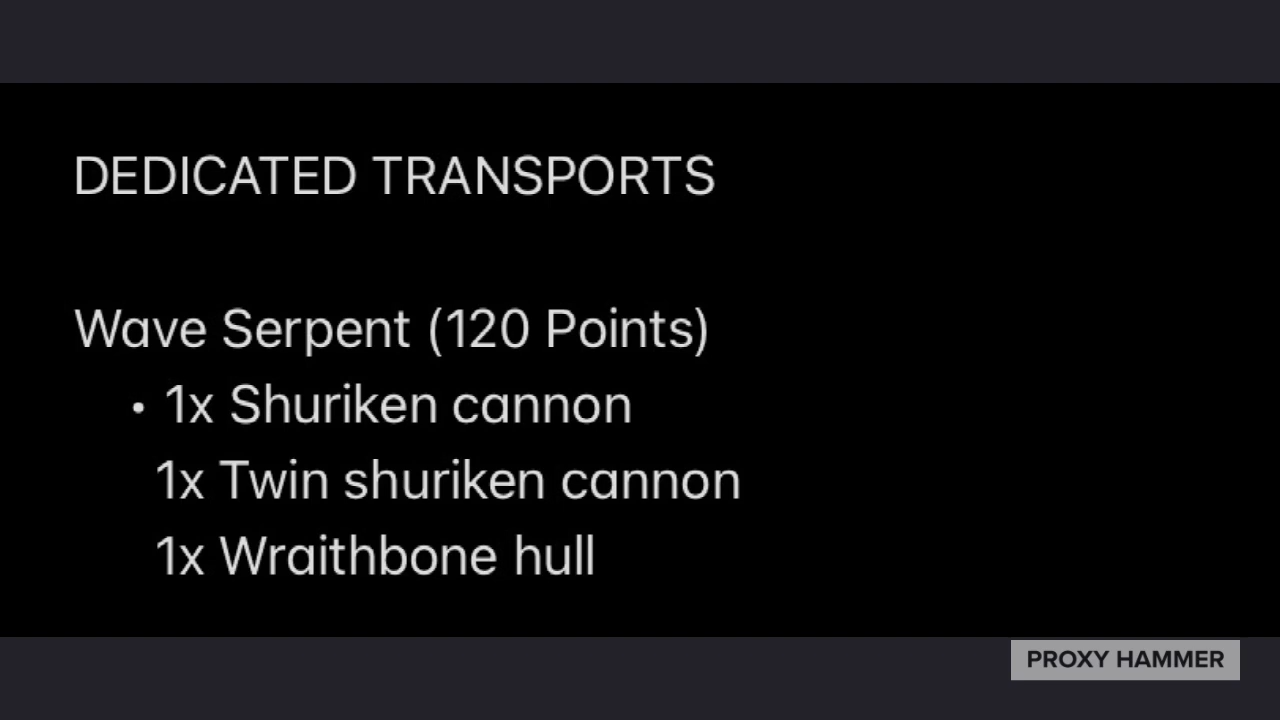 DEDICATED TRANSPORTS
Wave Serpent (120 Points)
• 1x Shuriken cannon
1x Twin shuriken cannon
1x Wraithbone hull
PROXY HAMMER